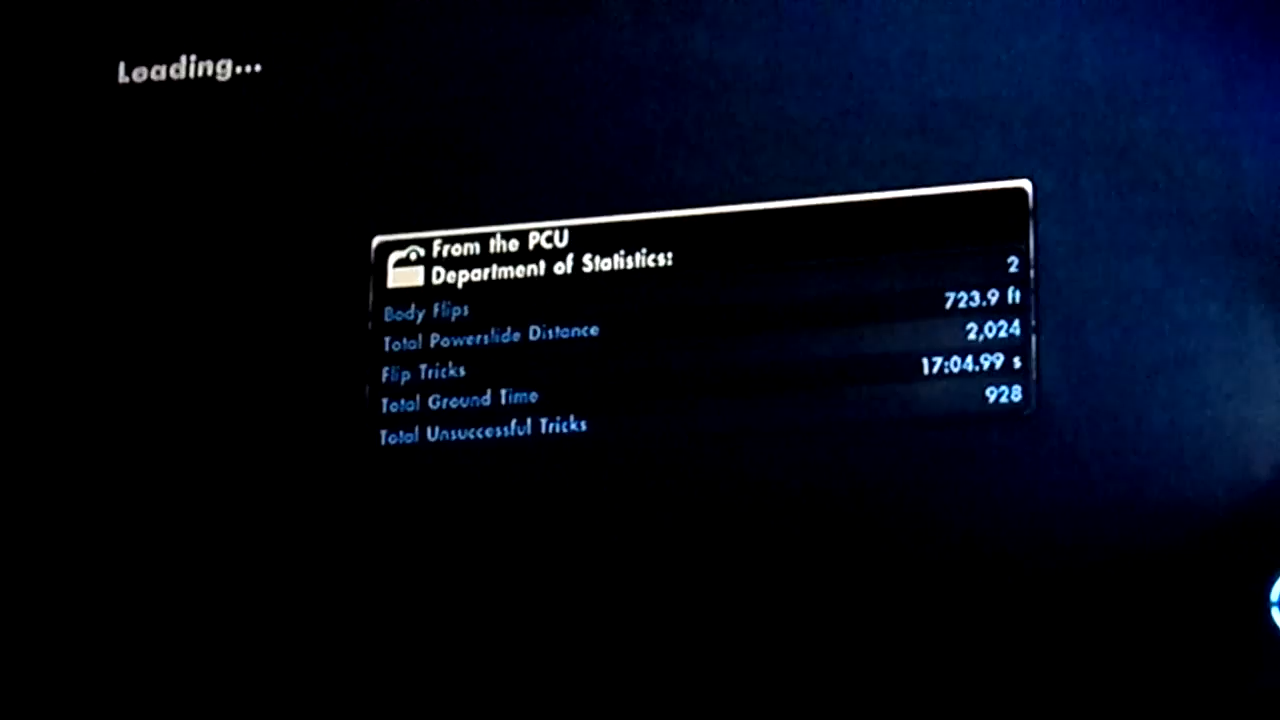 Loading...
From the PCU
Department of Statistics:
Body Flips 2
Total Powerslide Distance 723.9 ft
Flip Tricks 2,024
Total Ground Time 17:04.99 s
Total Unsuccessful Tricks 928